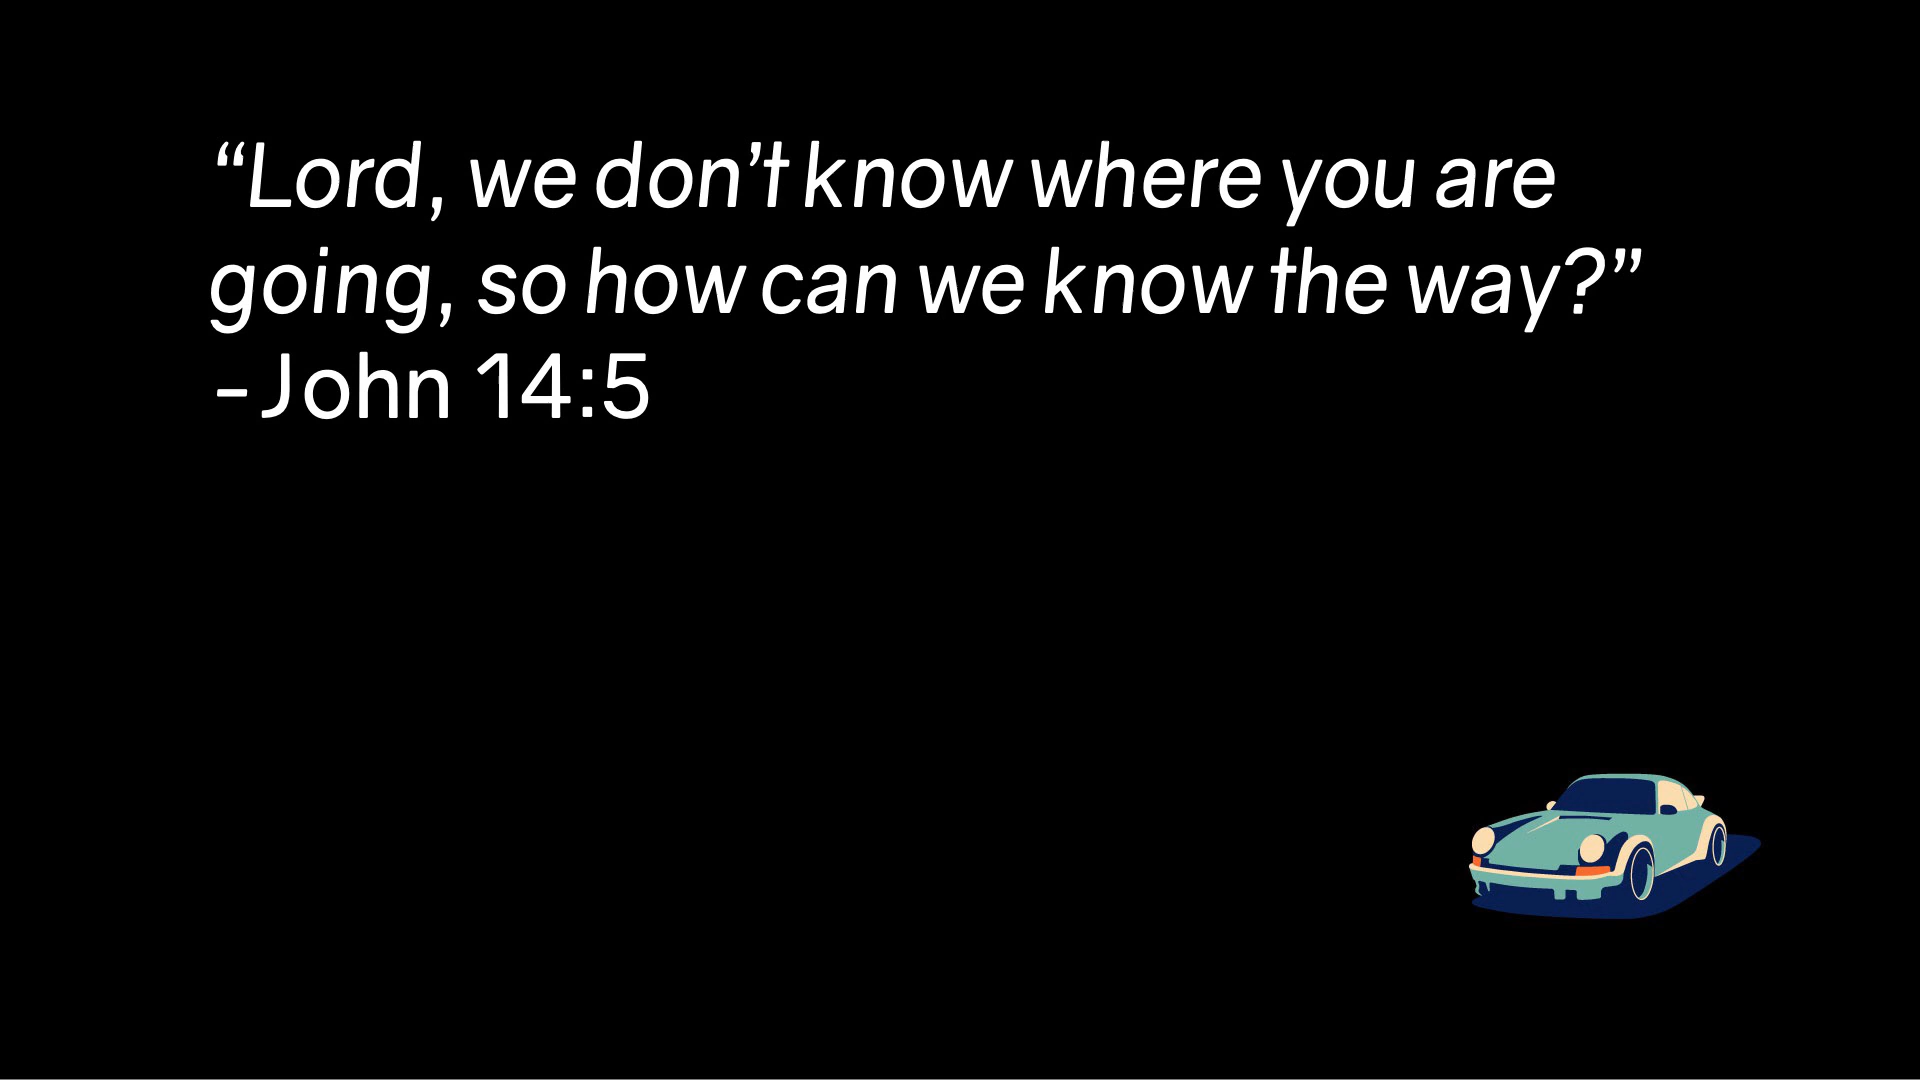 “Lord, we don’t know where you are
going, so how can we know the way?”
- John 14:5